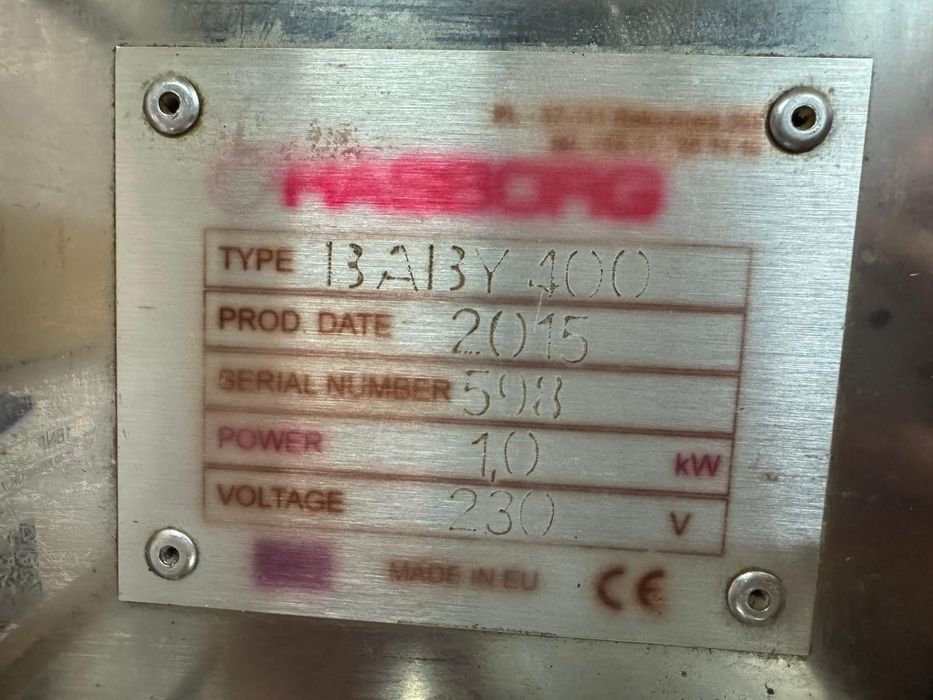 TYPE BABY 400
PROD. DATE 2015
SERIAL NUMBER 598
POWER 1,0 kW
VOLTAGE 230 V
MADE IN EU CE